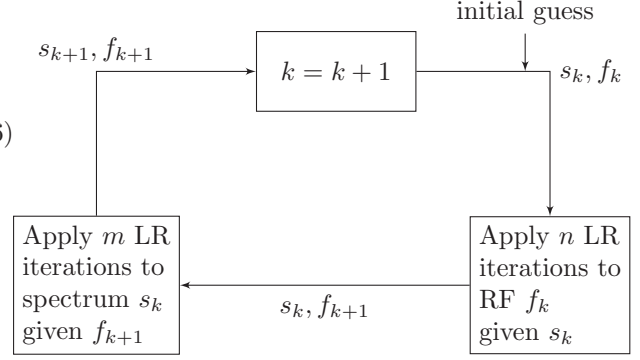 initial guess
s_{k+1}, f_{k+1}
k = k + 1
s_k, f_k
Apply m LR
iterations to
spectrum s_k
given f_{k+1}
s_k, f_{k+1}
Apply n LR
iterations to
RF f_k
given s_k